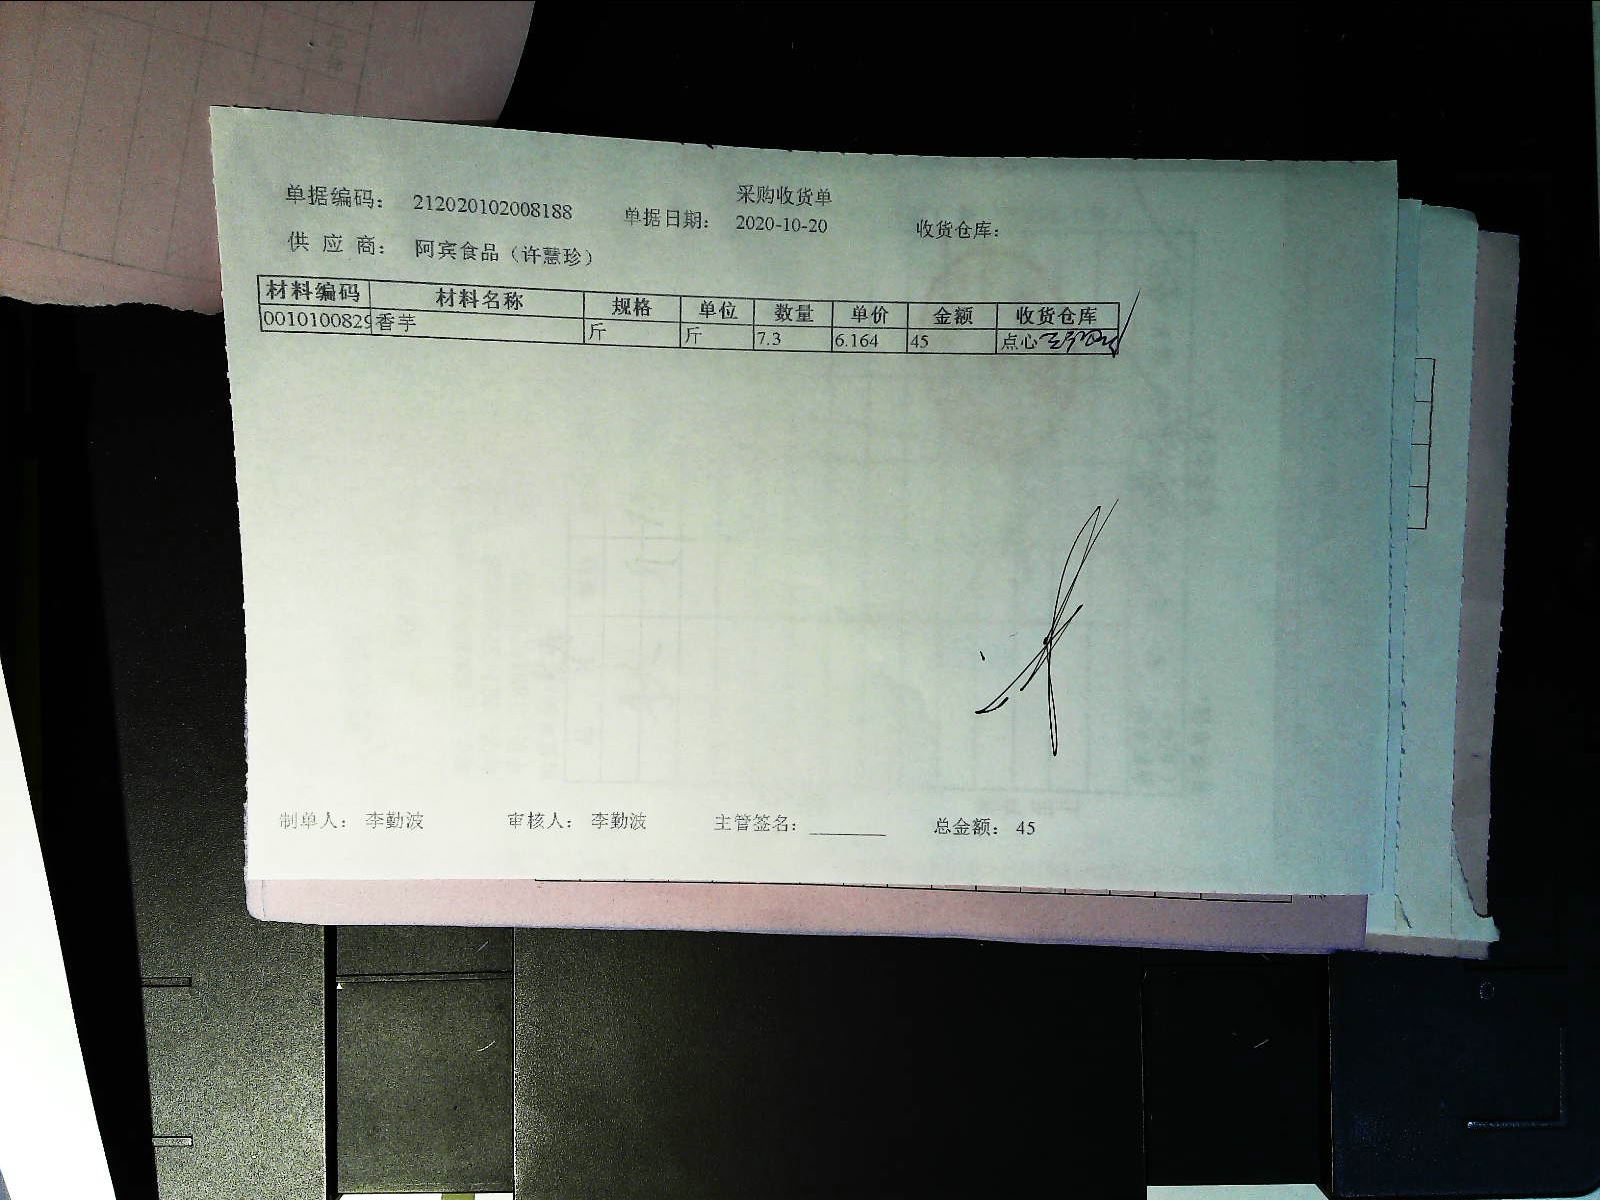 采购收货单
单据编码： 212020102008188 单据日期： 2020-10-20 收货仓库：
供 应 商： 阿宾食品（许慧珍）
材料编码 材料名称 规格 单位 数量 单价 金额 收货仓库
0010100829 香芋 斤 斤 7.3 6.164 45 点心
制单人： 李勤波 审核人： 李勤波 主管签名：________ 总金额： 45